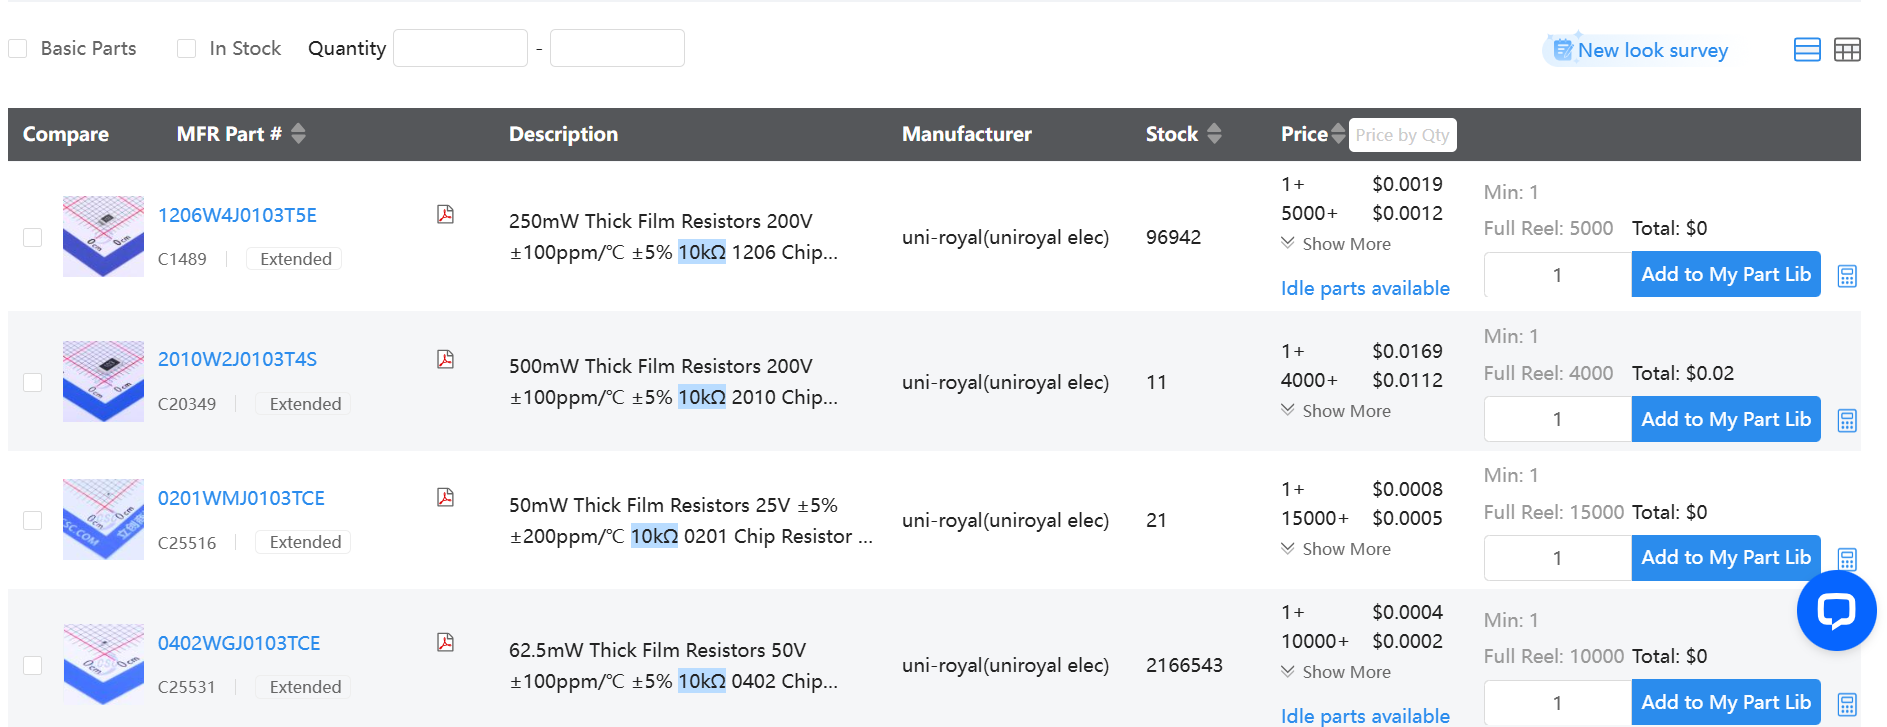 Basic Parts In Stock Quantity -
New look survey
Compare MFR Part # Description Manufacturer Stock Price Price by Qty
1206W4J0103T5E
C1489 Extended
250mW Thick Film Resistors 200V
±100ppm/℃ ±5% 10kΩ 1206 Chip...
uni-royal(uniroyal elec)
96942
1+ $0.0019
5000+ $0.0012
Show More
Idle parts available
Min: 1
Full Reel: 5000 Total: $0
1 Add to My Part Lib
2010W2J0103T4S
C20349 Extended
500mW Thick Film Resistors 200V
±100ppm/℃ ±5% 10kΩ 2010 Chip...
uni-royal(uniroyal elec)
11
1+ $0.0169
4000+ $0.0112
Show More
Min: 1
Full Reel: 4000 Total: $0.02
1 Add to My Part Lib
0201WMJ0103TCE
C25516 Extended
50mW Thick Film Resistors 25V ±5%
±200ppm/℃ 10kΩ 0201 Chip Resistor ...
uni-royal(uniroyal elec)
21
1+ $0.0008
15000+ $0.0005
Show More
Min: 1
Full Reel: 15000 Total: $0
1 Add to My Part Lib
0402WGJ0103TCE
C25531 Extended
62.5mW Thick Film Resistors 50V
±100ppm/℃ ±5% 10kΩ 0402 Chip...
uni-royal(uniroyal elec)
2166543
1+ $0.0004
10000+ $0.0002
Show More
Idle parts available
Min: 1
Full Reel: 10000 Total: $0
1 Add to My Part Lib